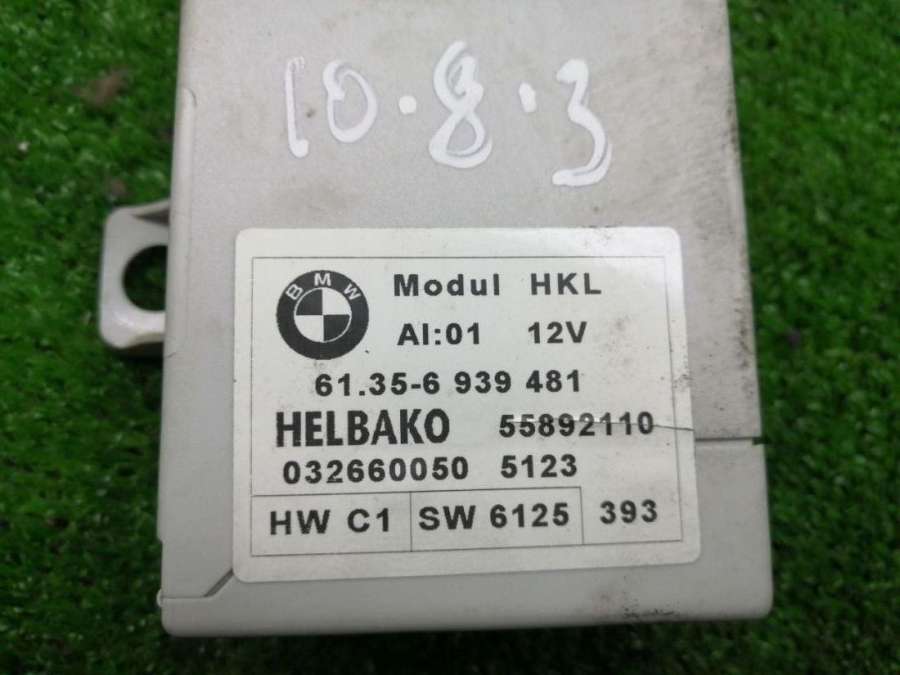 10.8.3
BMW
Modul HKL
AI:01 12V
61.35-6 939 481
HELBAKO 55892110
032660050 5123
HW C1 SW 6125 393